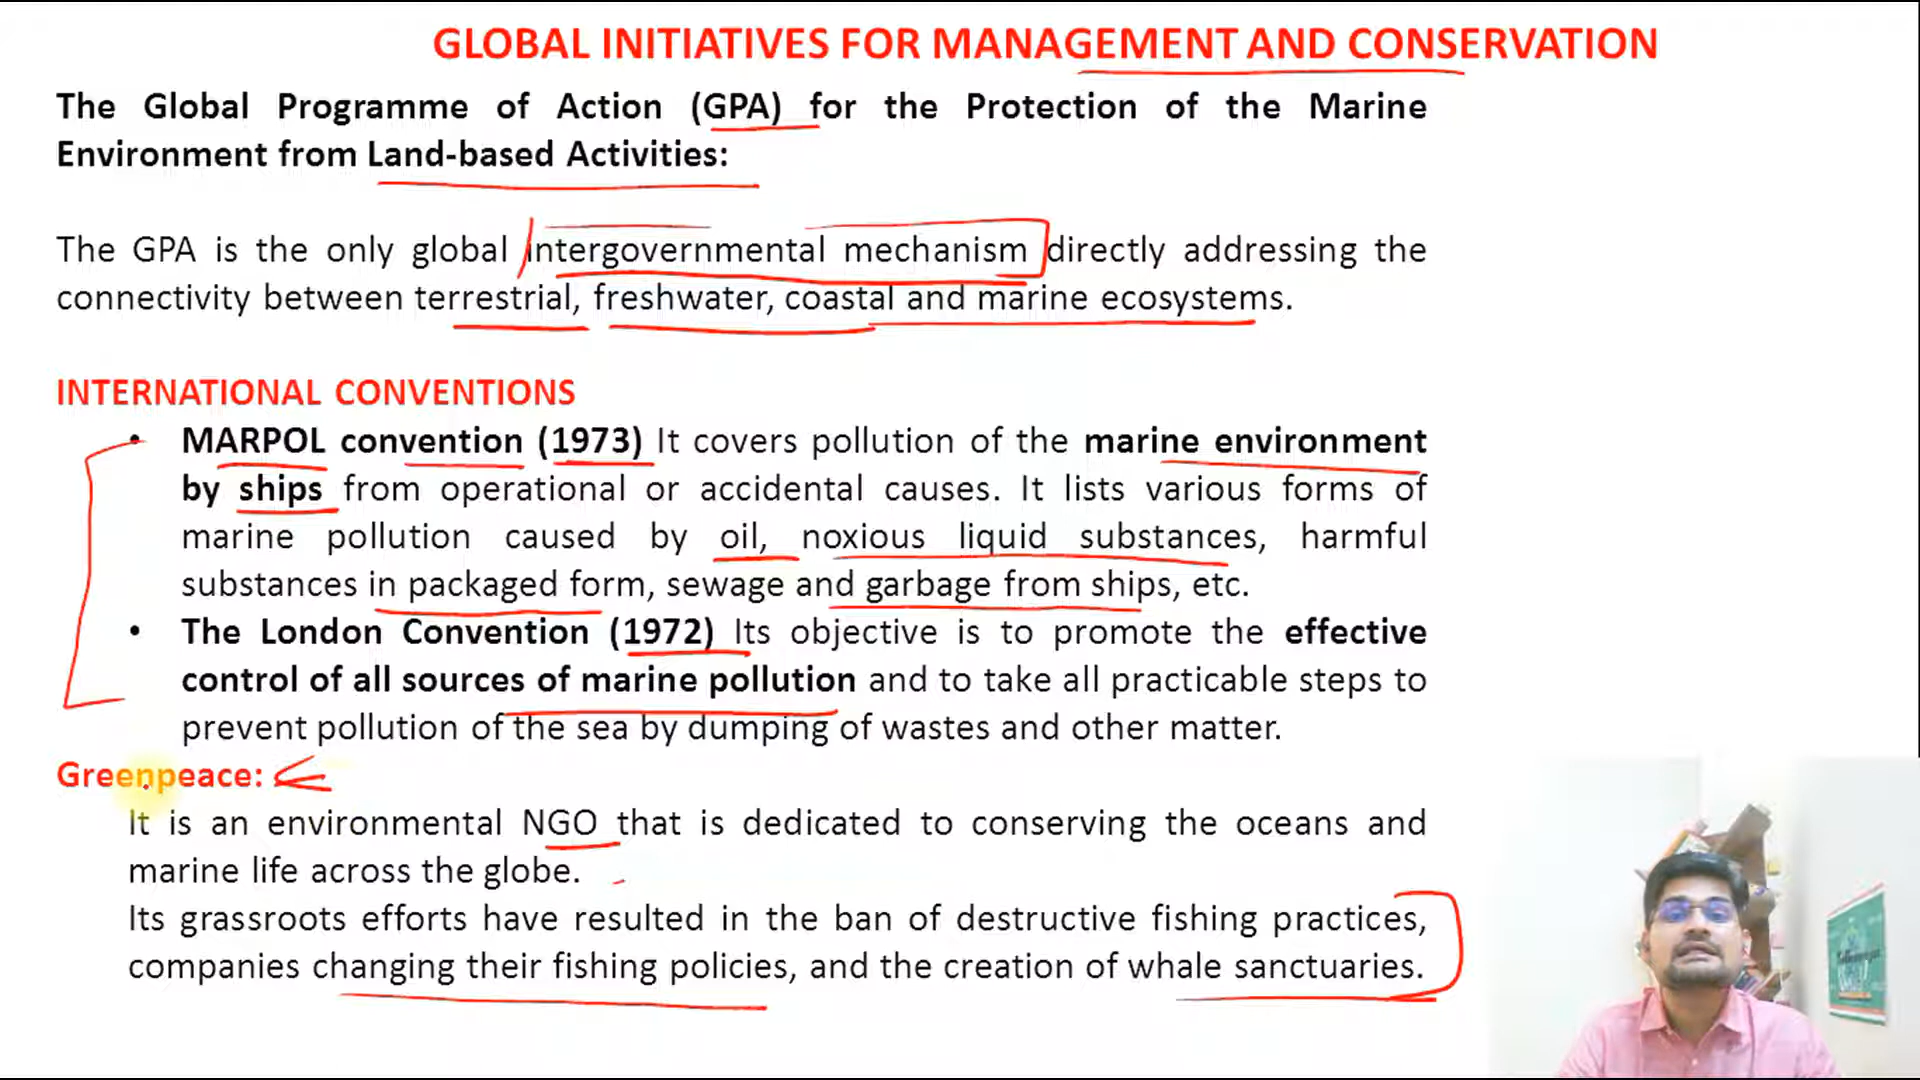 GLOBAL INITIATIVES FOR MANAGEMENT AND CONSERVATION
The Global Programme of Action (GPA) for the Protection of the Marine
Environment from Land-based Activities:
The GPA is the only global intergovernmental mechanism directly addressing the
connectivity between terrestrial, freshwater, coastal and marine ecosystems.
INTERNATIONAL CONVENTIONS
• MARPOL convention (1973) It covers pollution of the marine environment
by ships from operational or accidental causes. It lists various forms of
marine pollution caused by oil, noxious liquid substances, harmful
substances in packaged form, sewage and garbage from ships, etc.
• The London Convention (1972) Its objective is to promote the effective
control of all sources of marine pollution and to take all practicable steps to
prevent pollution of the sea by dumping of wastes and other matter.
Greenpeace:
It is an environmental NGO that is dedicated to conserving the oceans and
marine life across the globe.
Its grassroots efforts have resulted in the ban of destructive fishing practices,
companies changing their fishing policies, and the creation of whale sanctuaries.